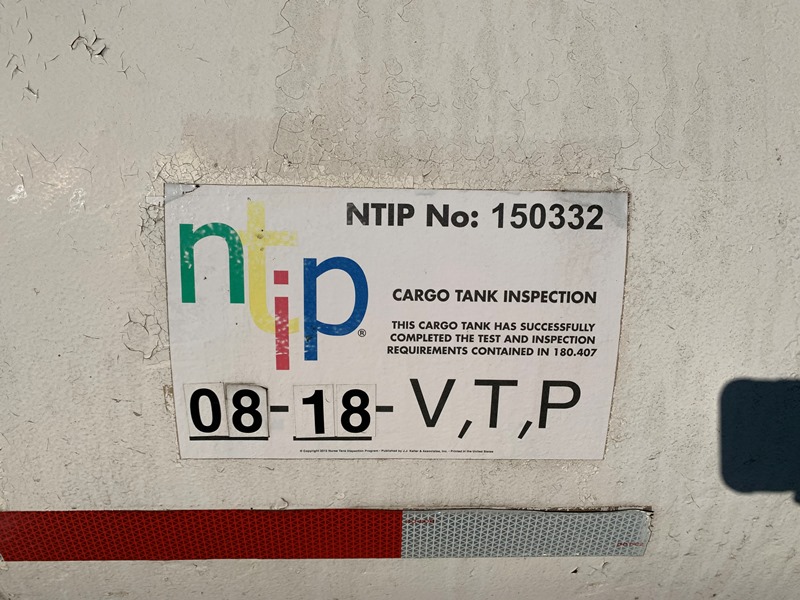 NTIP No: 150332
ntip®
CARGO TANK INSPECTION
THIS CARGO TANK HAS SUCCESSFULLY
COMPLETED THE TEST AND INSPECTION
REQUIREMENTS CONTAINED IN 180.407
08-18-V,T,P